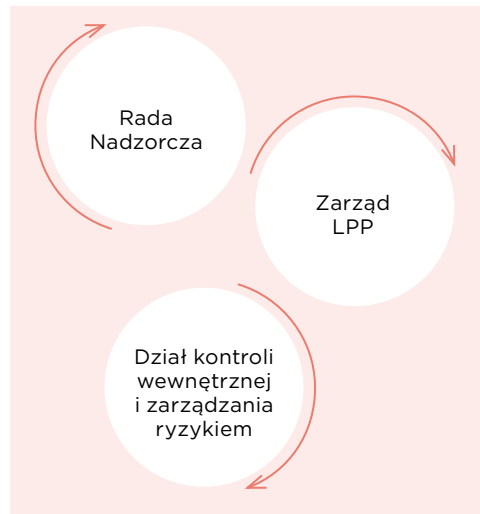 Rada
Nadzorcza
Zarząd
LPP
Dział kontroli
wewnętrznej
i zarządzania
ryzykiem